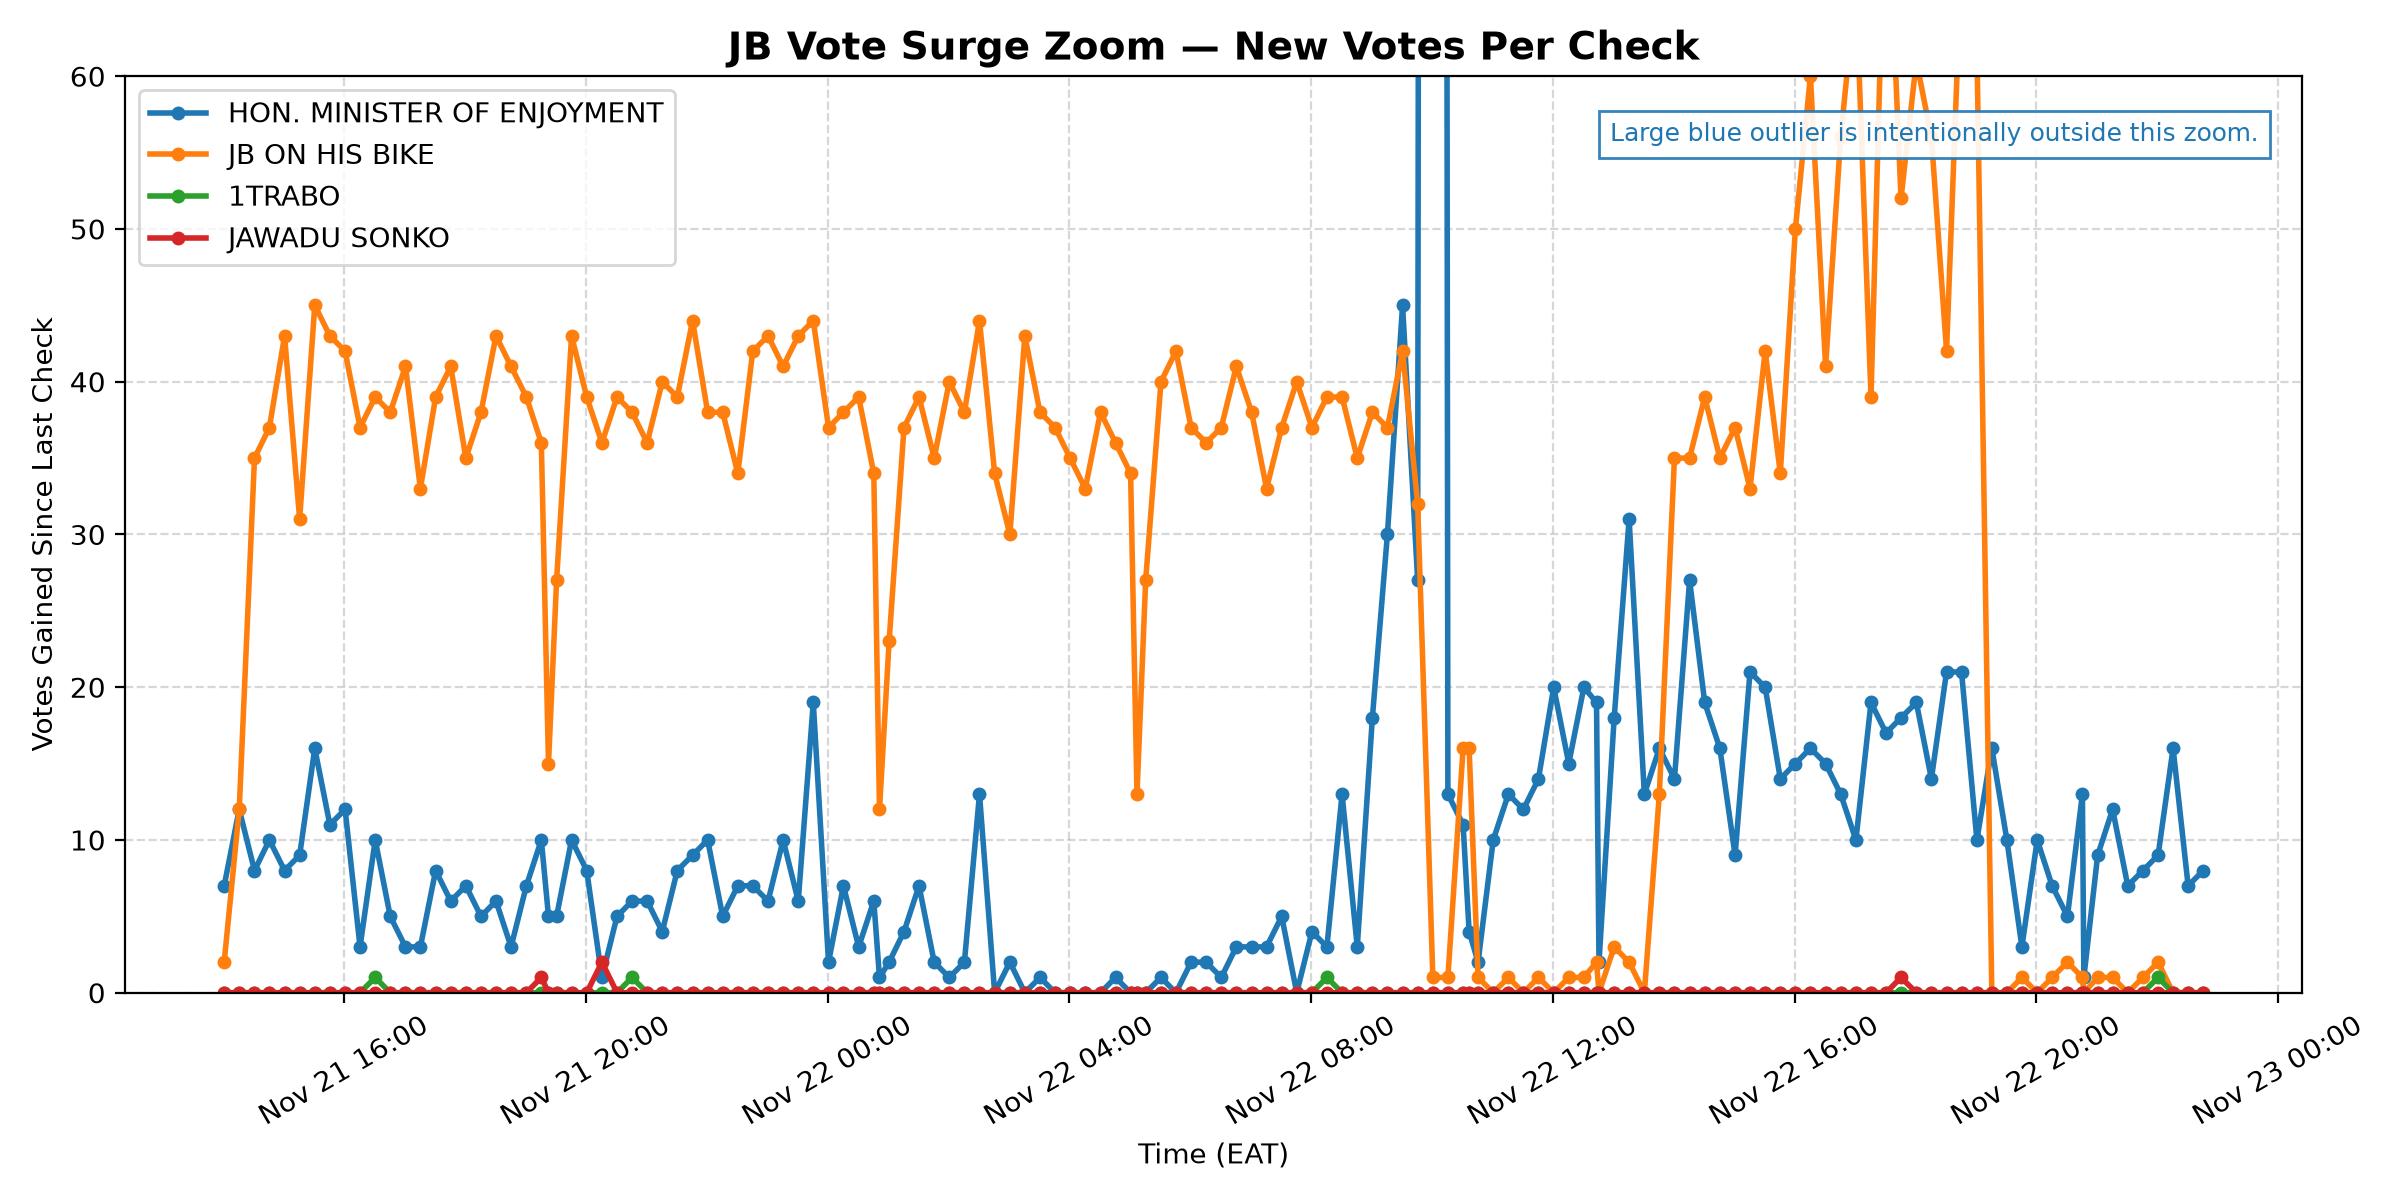 JB Vote Surge Zoom — New Votes Per Check
HON. MINISTER OF ENJOYMENT
JB ON HIS BIKE
1TRABO
JAWADU SONKO
Large blue outlier is intentionally outside this zoom.
Votes Gained Since Last Check
60
50
40
30
20
10
0
Nov 21 16:00
Nov 21 20:00
Nov 22 00:00
Nov 22 04:00
Nov 22 08:00
Nov 22 12:00
Nov 22 16:00
Nov 22 20:00
Nov 23 00:00
Time (EAT)